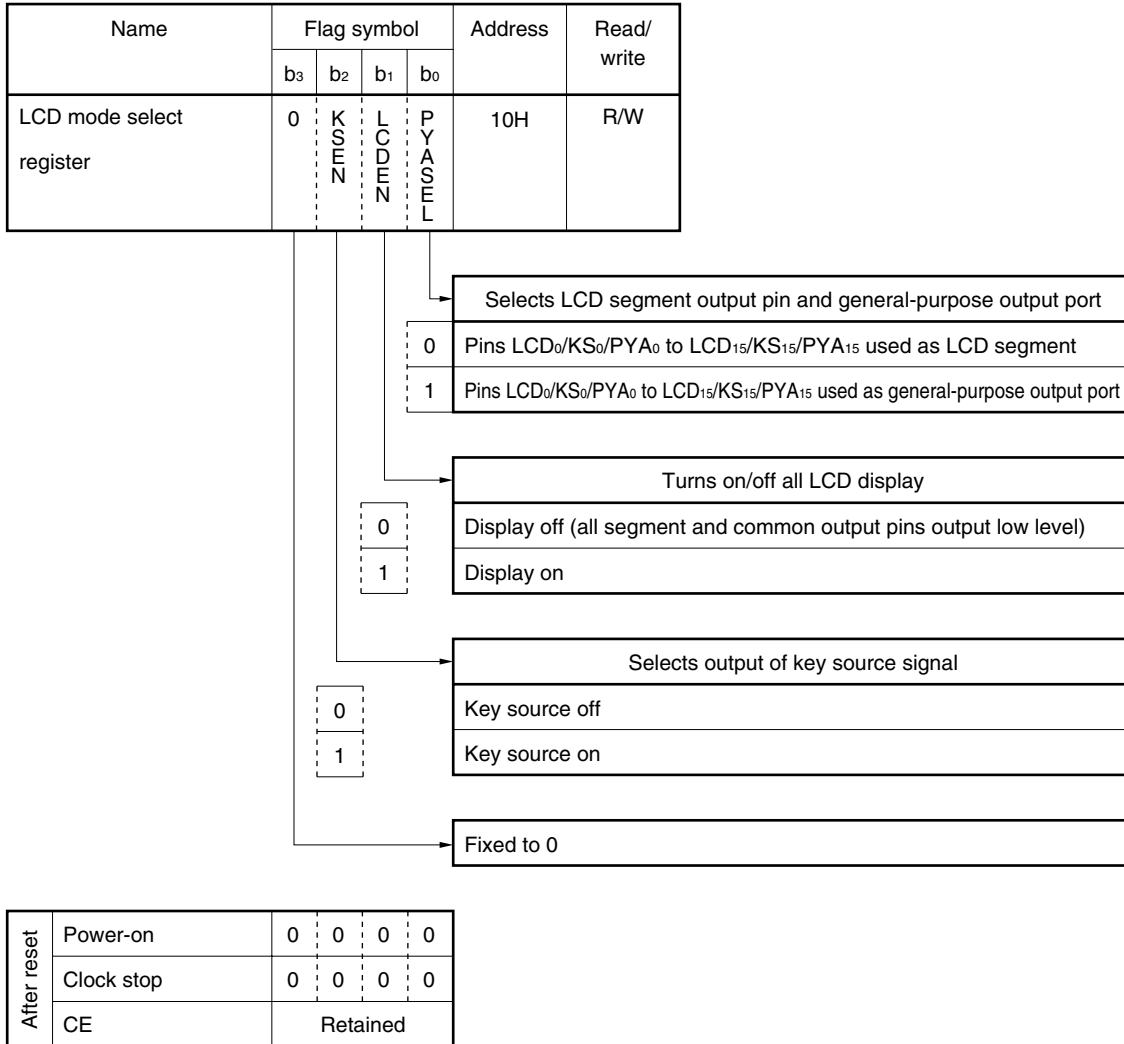 Name Flag symbol Address Read/
write
b3 b2 b1 b0
LCD mode select 0 KSEN LCDEN PYASEL 10H R/W
register
Selects LCD segment output pin and general-purpose output port
0 Pins LCD0/KS0/PYA0 to LCD15/KS15/PYA15 used as LCD segment
1 Pins LCD0/KS0/PYA0 to LCD15/KS15/PYA15 used as general-purpose output port
Turns on/off all LCD display
0 Display off (all segment and common output pins output low level)
1 Display on
Selects output of key source signal
0 Key source off
1 Key source on
Fixed to 0
After reset
Power-on 0 0 0 0
Clock stop 0 0 0 0
CE Retained